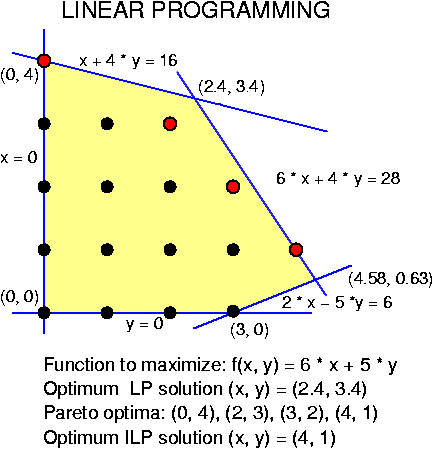 LINEAR PROGRAMMING
x + 4 * y = 16
(0, 4)
(2.4, 3.4)
x = 0
6 * x + 4 * y = 28
(4.58, 0.63)
(0, 0)
2 * x - 5 *y = 6
y = 0
(3, 0)
Function to maximize: f(x, y) = 6 * x + 5 * y
Optimum LP solution (x, y) = (2.4, 3.4)
Pareto optima: (0, 4), (2, 3), (3, 2), (4, 1)
Optimum ILP solution (x, y) = (4, 1)